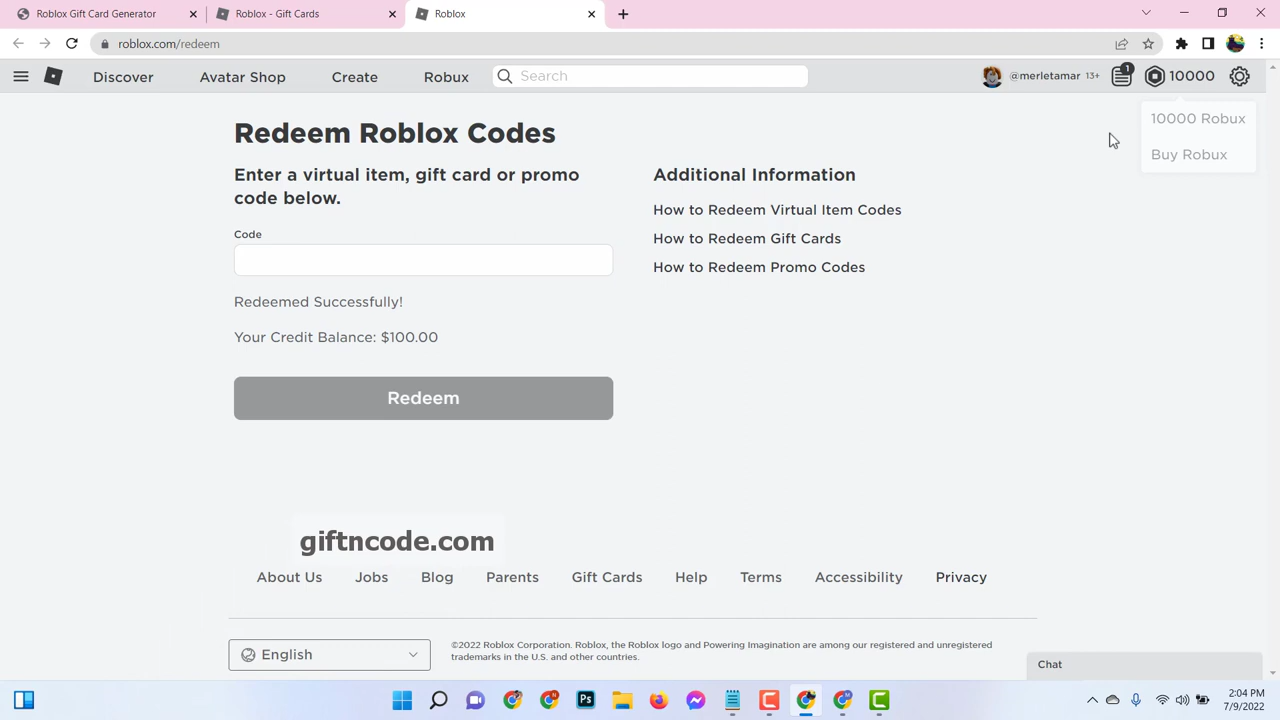 Roblox Gift Card Generator
Roblox - Gift Cards
Roblox
roblox.com/redeem
Discover
Avatar Shop
Create
Robux
Search
@merletamar 13+
1
10000
10000 Robux
Buy Robux
Redeem Roblox Codes
Enter a virtual item, gift card or promo
code below.
Code
Redeemed Successfully!
Your Credit Balance: $100.00
Redeem
Additional Information
How to Redeem Virtual Item Codes
How to Redeem Gift Cards
How to Redeem Promo Codes
giftncode.com
About Us
Jobs
Blog
Parents
Gift Cards
Help
Terms
Accessibility
Privacy
English
©2022 Roblox Corporation. Roblox, the Roblox logo and Powering Imagination are among our registered and unregistered
trademarks in the U.S. and other countries.
Chat
Ps
2:04 PM
7/9/2022